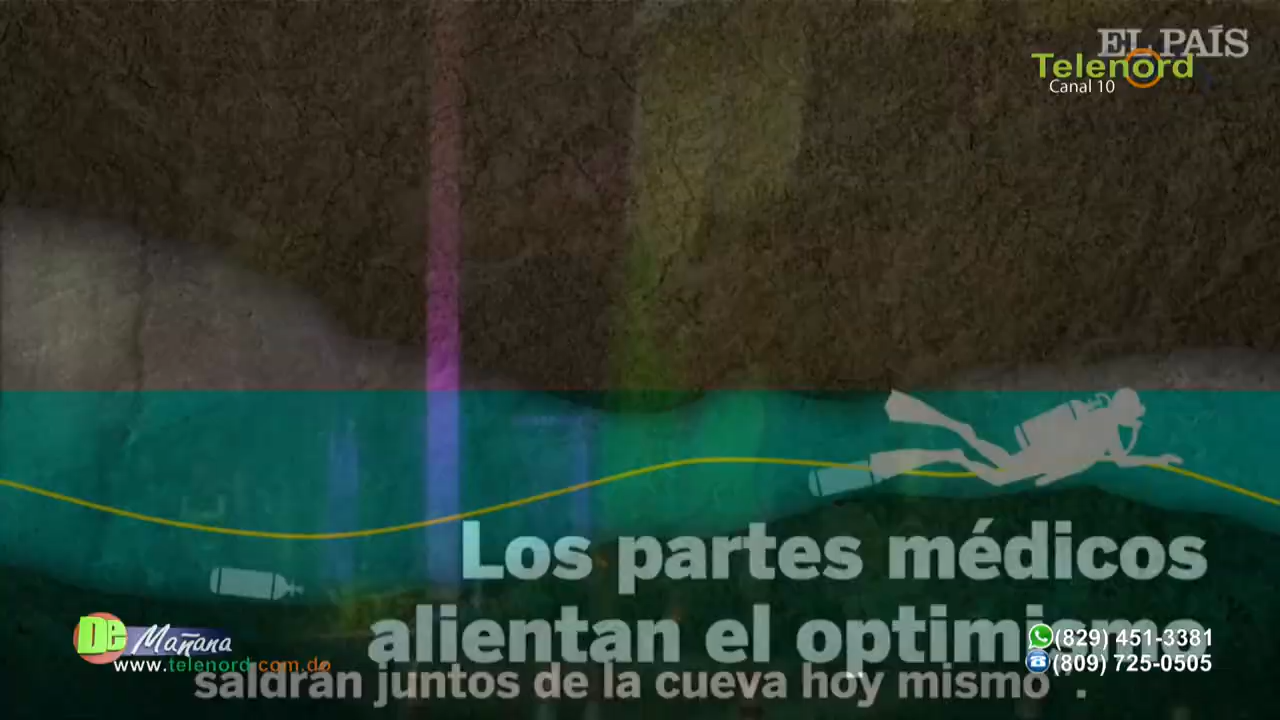 EL PAÍS
Telenord
Canal 10
Los partes médicos
alientan el optimismo
De Mañana
(829) 451-3381
www.telenord.com.do
(809) 725-0505
saldrán juntos de la cueva hoy mismo”.